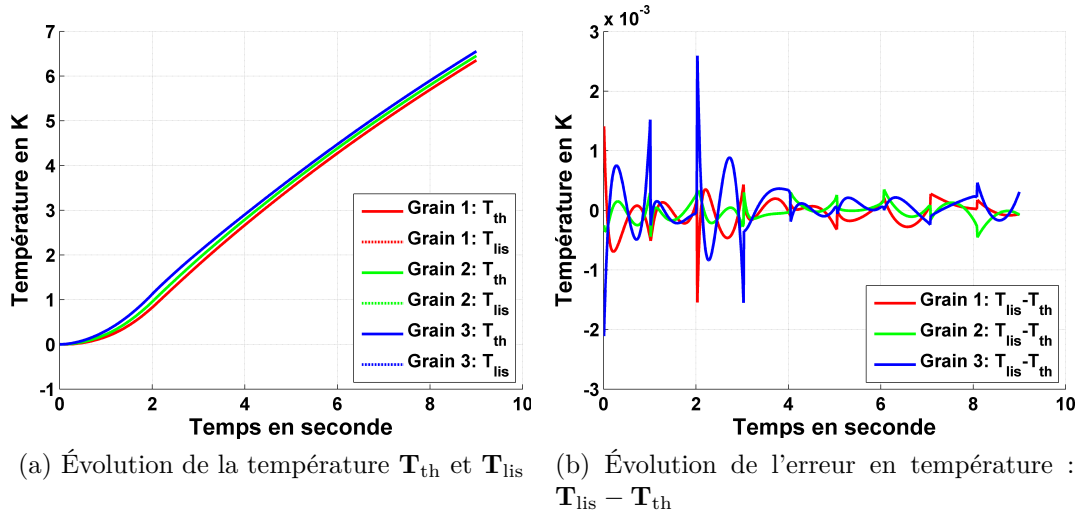 7
6
5
4
3
2
1
0
-1
0 2 4 6 8 10
Température en K
Temps en seconde
Grain 1: T_th
Grain 1: T_lis
Grain 2: T_th
Grain 2: T_lis
Grain 3: T_th
Grain 3: T_lis
(a) Évolution de la température T_th et T_lis
x 10^-3
3
2
1
0
-1
-2
-3
0 2 4 6 8 10
Température en K
Temps en seconde
Grain 1: T_lis-T_th
Grain 2: T_lis-T_th
Grain 3: T_lis-T_th
(b) Évolution de l'erreur en température :
T_lis − T_th